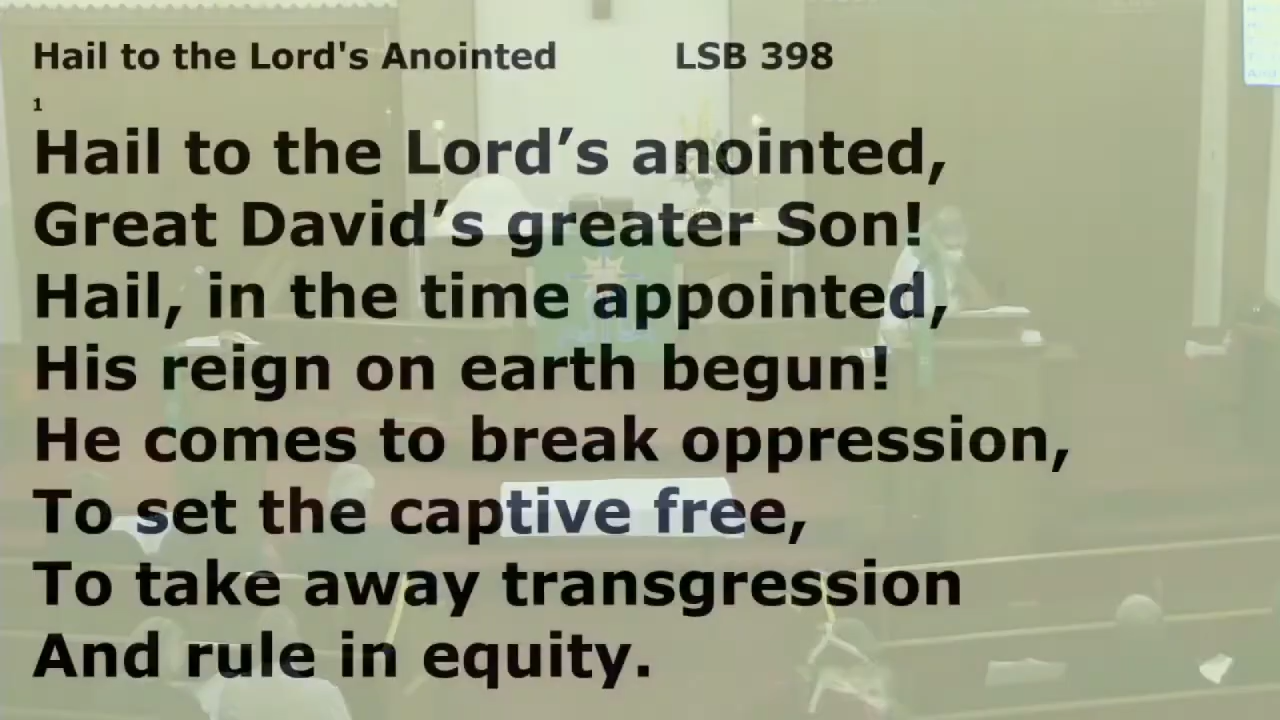 Hail to the Lord's Anointed LSB 398
1
Hail to the Lord’s anointed,
Great David’s greater Son!
Hail, in the time appointed,
His reign on earth begun!
He comes to break oppression,
To set the captive free,
To take away transgression
And rule in equity.